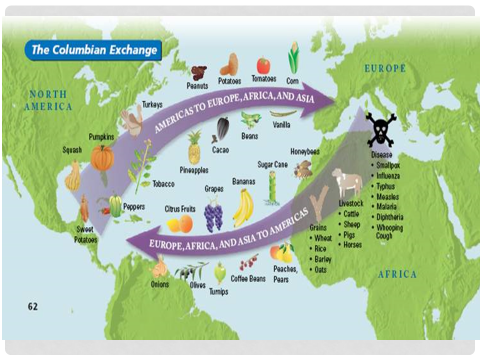 The Columbian Exchange
NORTH
AMERICA
EUROPE
AFRICA
Peanuts
Potatoes
Tomatoes
Corn
AMERICAS TO EUROPE, AFRICA, AND ASIA
Turkeys
Pumpkins
Squash
Cacao
Beans
Vanilla
Pineapples
Tobacco
Peppers
Sweet
Potatoes
Honeybees
Sugar Cane
Bananas
Grapes
Citrus Fruits
EUROPE, AFRICA, AND ASIA TO AMERICAS
Onions
Olives
Turnips
Coffee Beans
Peaches,
Pears
Grains
• Wheat
• Rice
• Barley
• Oats
Livestock
• Cattle
• Sheep
• Pigs
• Horses
Disease
• Smallpox
• Influenza
• Typhus
• Measles
• Malaria
• Diphtheria
• Whooping
Cough
62